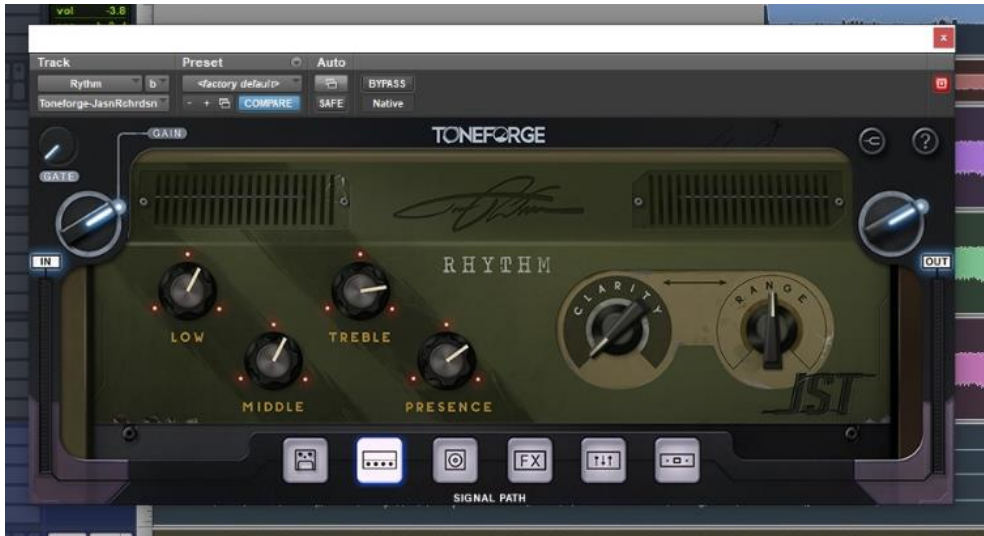 vol -3.8
x
Track Preset Auto
Rythm b <factory default> BYPASS
Toneforge-JasnRchrdsn - + COMPARE SAFE Native
GAIN TONEFORGE ?
GATE
IN RHYTHM OUT
CLARITY RANGE
LOW TREBLE
MIDDLE PRESENCE
JST
FX
SIGNAL PATH